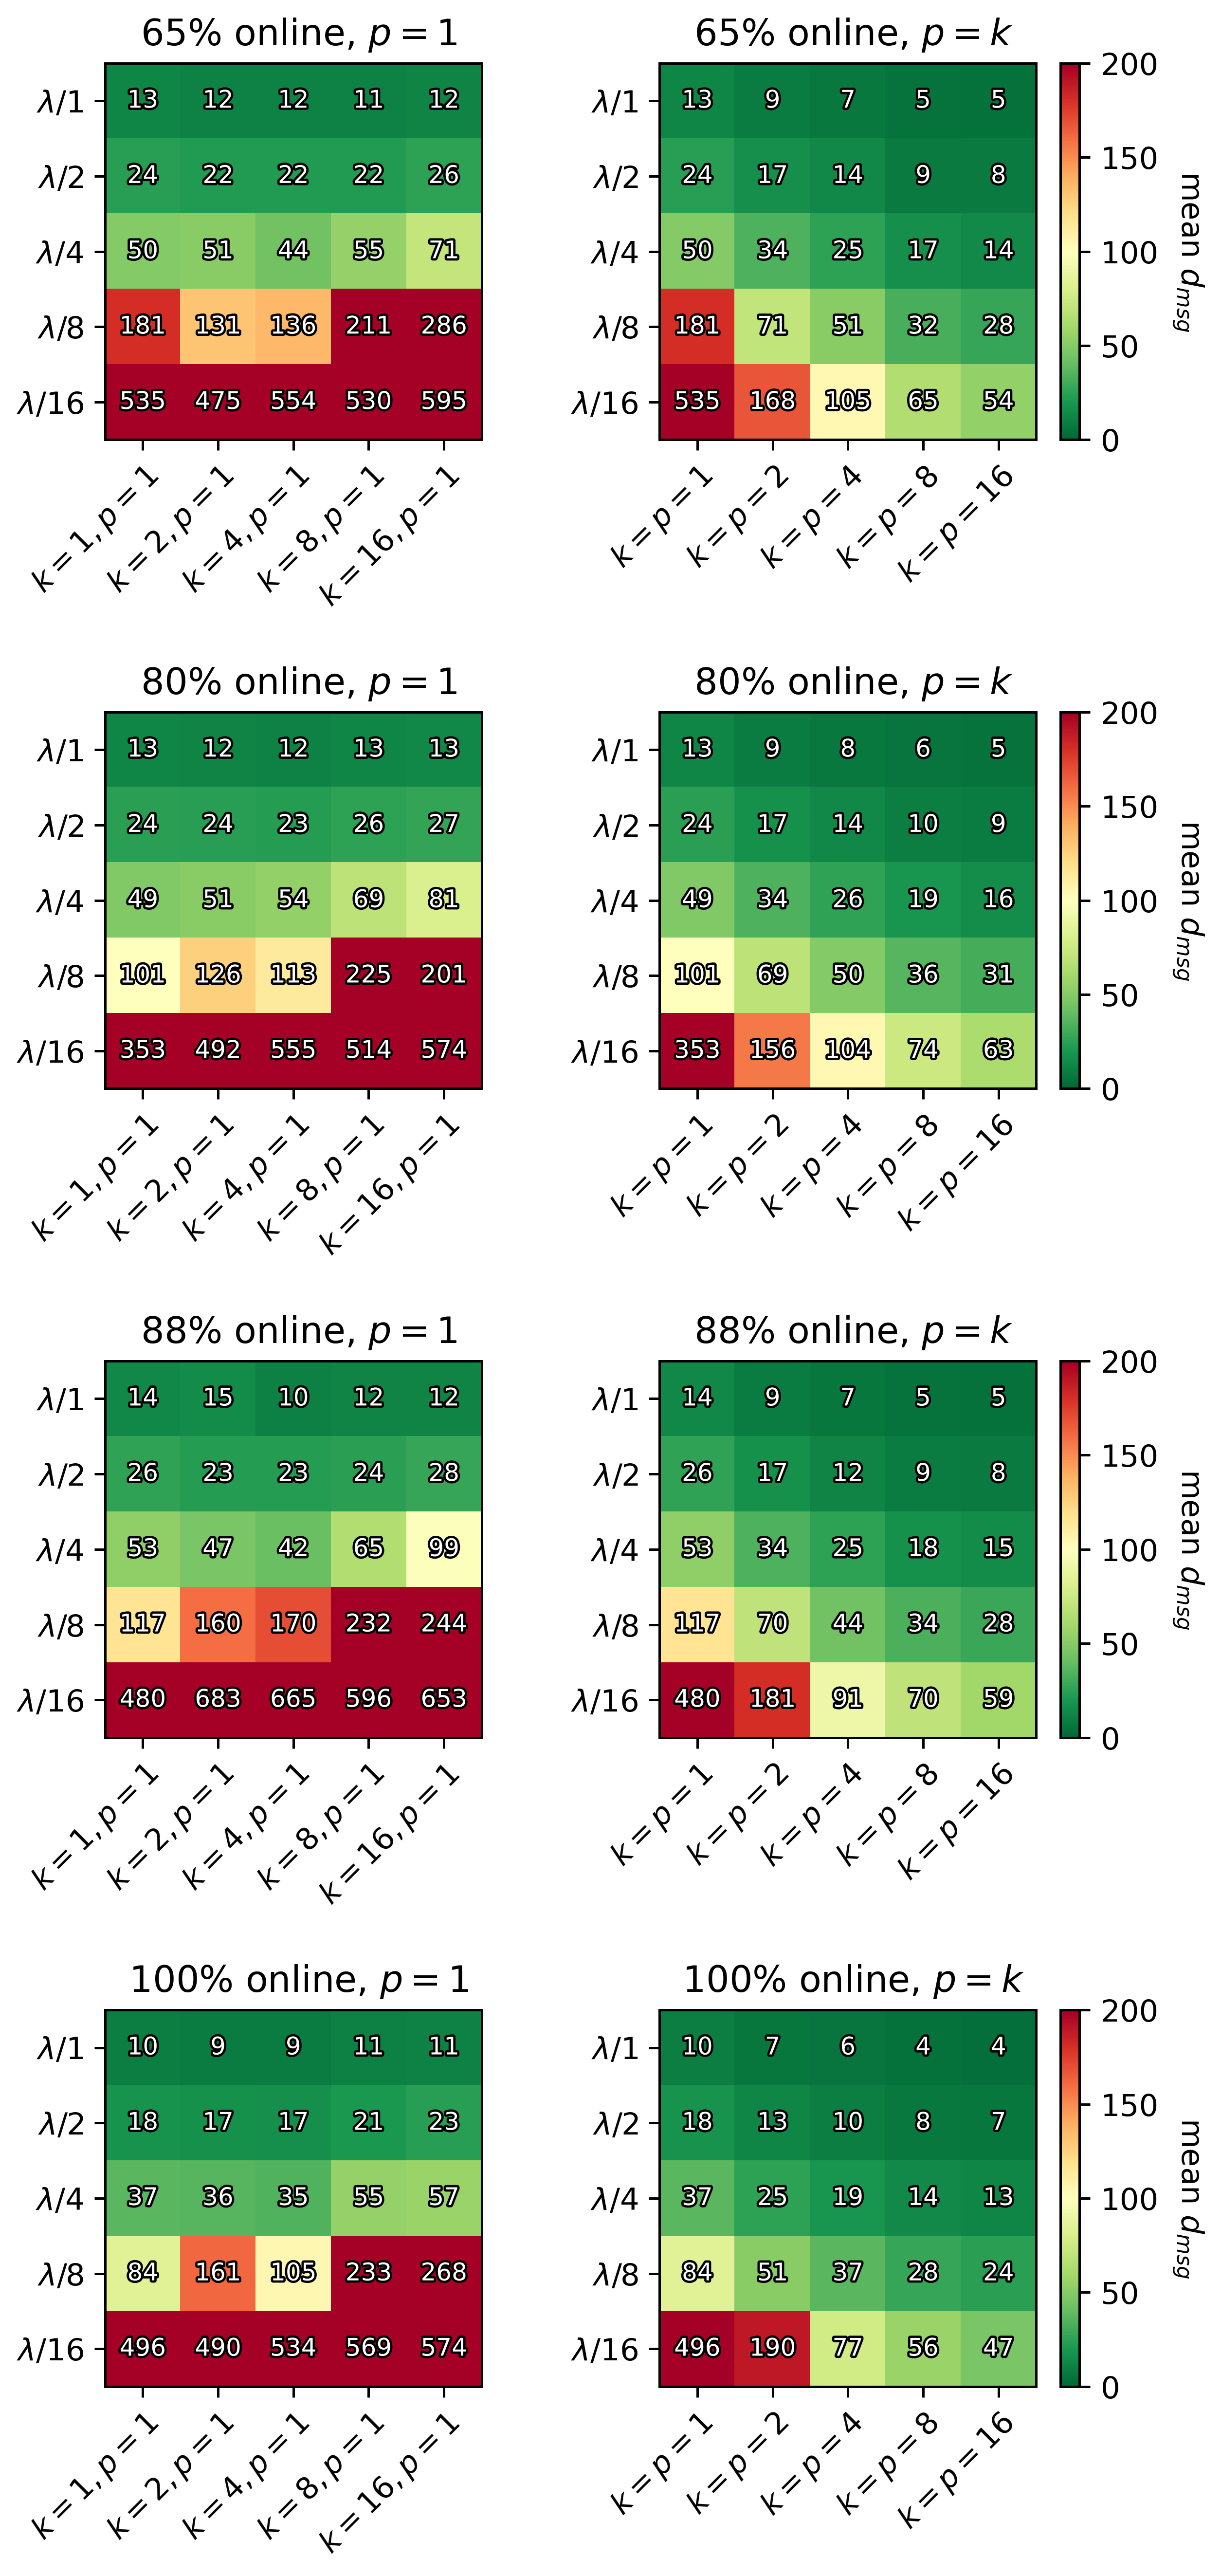 65% online, p = 1
λ/1 13 12 12 11 12
λ/2 24 22 22 22 26
λ/4 50 51 44 55 71
λ/8 181 131 136 211 286
λ/16 535 475 554 530 595
k = 1, p = 1
k = 2, p = 1
k = 4, p = 1
k = 8, p = 1
k = 16, p = 1
65% online, p = k
λ/1 13 9 7 5 5
λ/2 24 17 14 9 8
λ/4 50 34 25 17 14
λ/8 181 71 51 32 28
λ/16 535 168 105 65 54
k = p = 1
k = p = 2
k = p = 4
k = p = 8
k = p = 16
200
150
100
50
0
mean d_msg
80% online, p = 1
λ/1 13 12 12 13 13
λ/2 24 24 23 26 27
λ/4 49 51 54 69 81
λ/8 101 126 113 225 201
λ/16 353 492 555 514 574
k = 1, p = 1
k = 2, p = 1
k = 4, p = 1
k = 8, p = 1
k = 16, p = 1
80% online, p = k
λ/1 13 9 8 6 5
λ/2 24 17 14 10 9
λ/4 49 34 26 19 16
λ/8 101 69 50 36 31
λ/16 353 156 104 74 63
k = p = 1
k = p = 2
k = p = 4
k = p = 8
k = p = 16
200
150
100
50
0
mean d_msg
88% online, p = 1
λ/1 14 15 10 12 12
λ/2 26 23 23 24 28
λ/4 53 47 42 65 99
λ/8 117 160 170 232 244
λ/16 480 683 665 596 653
k = 1, p = 1
k = 2, p = 1
k = 4, p = 1
k = 8, p = 1
k = 16, p = 1
88% online, p = k
λ/1 14 9 7 5 5
λ/2 26 17 12 9 8
λ/4 53 34 25 18 15
λ/8 117 70 44 34 28
λ/16 480 181 91 70 59
k = p = 1
k = p = 2
k = p = 4
k = p = 8
k = p = 16
200
150
100
50
0
mean d_msg
100% online, p = 1
λ/1 10 9 9 11 11
λ/2 18 17 17 21 23
λ/4 37 36 35 55 57
λ/8 84 161 105 233 268
λ/16 496 490 534 569 574
k = 1, p = 1
k = 2, p = 1
k = 4, p = 1
k = 8, p = 1
k = 16, p = 1
100% online, p = k
λ/1 10 7 6 4 4
λ/2 18 13 10 8 7
λ/4 37 25 19 14 13
λ/8 84 51 37 28 24
λ/16 496 190 77 56 47
k = p = 1
k = p = 2
k = p = 4
k = p = 8
k = p = 16
200
150
100
50
0
mean d_msg